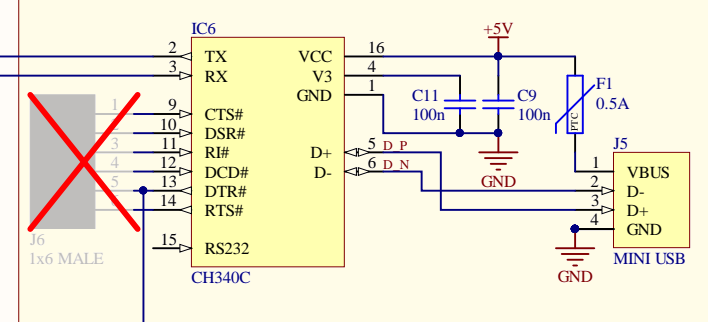 IC6
+5V
2 TX VCC 16
3 RX V3 4
GND 1
C11 100n
C9 100n
F1
0.5A
PTC
1 9 CTS#
2 10 DSR#
3 11 RI# D+ 5 D_P
4 12 DCD# D- 6 D_N
5 13 DTR#
6 14 RTS#
15 RS232
CH340C
J6
1x6 MALE
GND
J5
1 VBUS
2 D-
3 D+
4 GND
MINI USB
GND